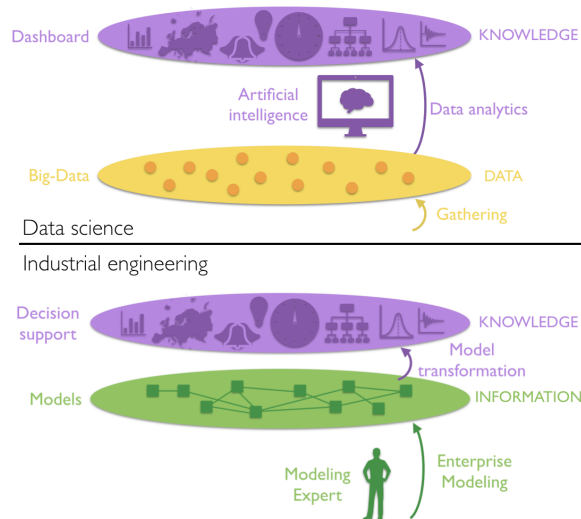 Dashboard
KNOWLEDGE
Artificial
intelligence
Data analytics
Big-Data
DATA
Gathering
Data science
Industrial engineering
Decision
support
KNOWLEDGE
Model
transformation
Models
INFORMATION
Modeling
Expert
Enterprise
Modeling